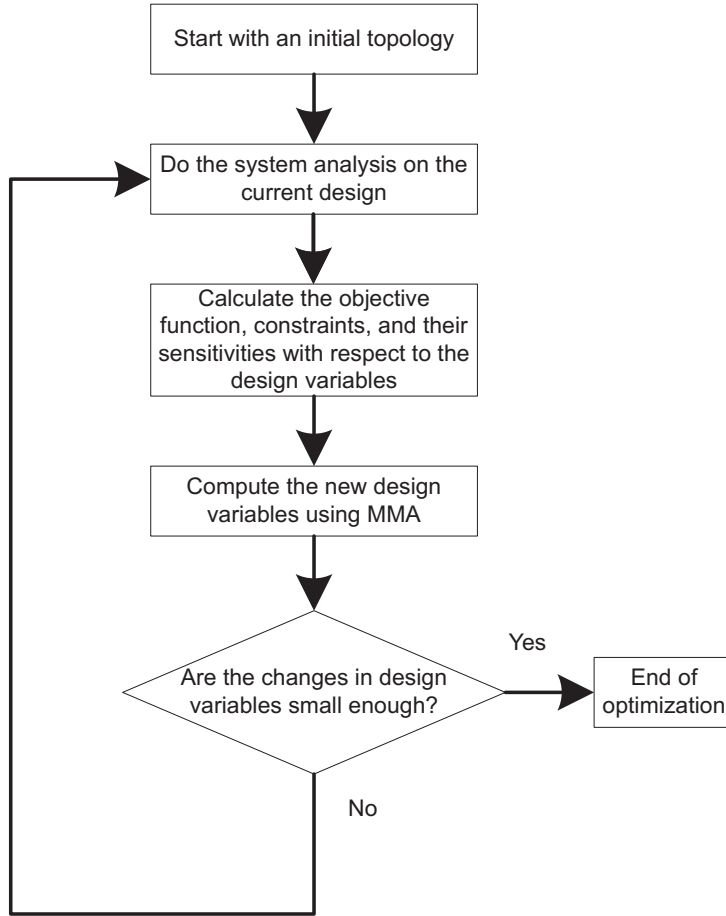 Start with an initial topology
Do the system analysis on the
current design
Calculate the objective
function, constraints, and their
sensitivities with respect to the
design variables
Compute the new design
variables using MMA
Are the changes in design
variables small enough?
Yes
End of
optimization
No